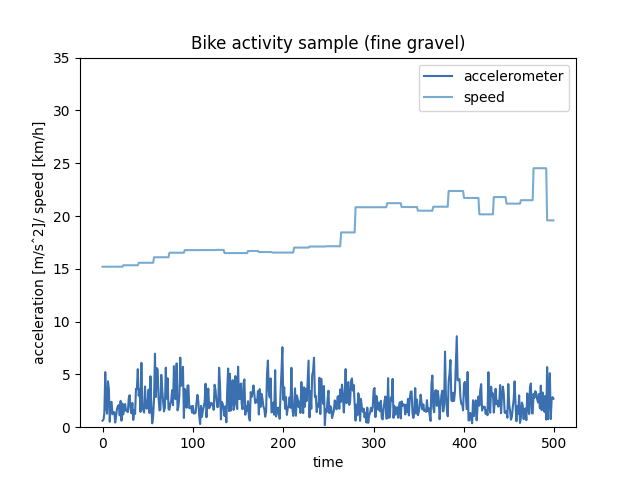 Bike activity sample (fine gravel)
accelerometer
speed
acceleration [m/s^2]/ speed [km/h]
35
30
25
20
15
10
5
0
0 100 200 300 400 500
time